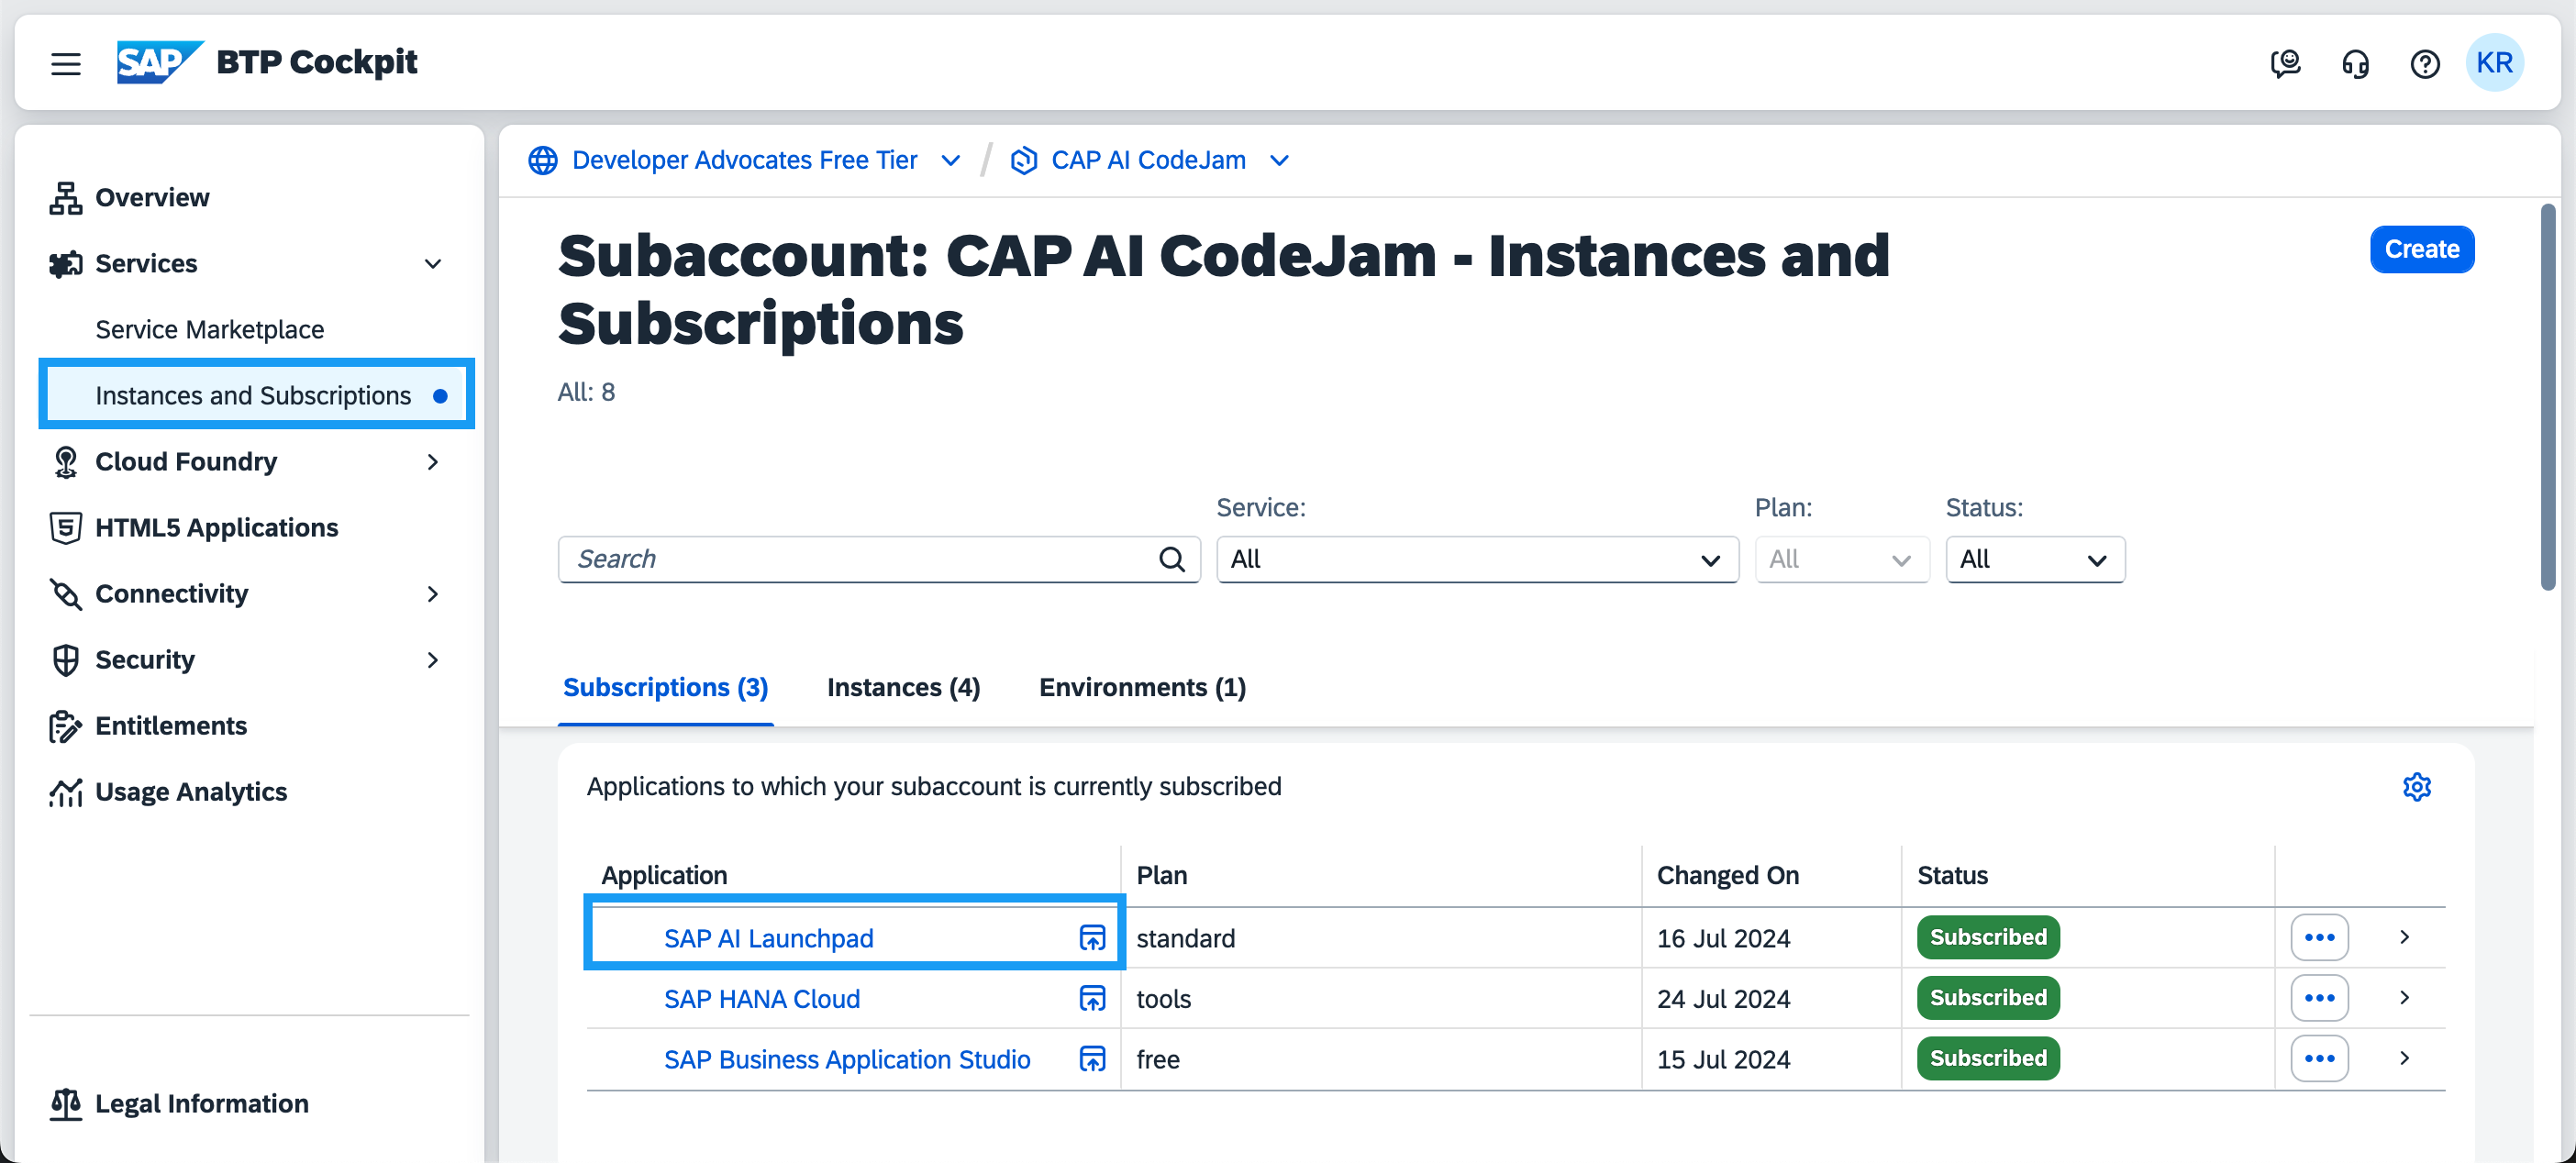 SAP BTP Cockpit
KR
Overview
Services
Service Marketplace
Instances and Subscriptions
Cloud Foundry
HTML5 Applications
Connectivity
Security
Entitlements
Usage Analytics
Legal Information
Developer Advocates Free Tier / CAP AI CodeJam
Subaccount: CAP AI CodeJam - Instances and
Subscriptions
Create
All: 8
Service: Plan: Status:
Search All All All
Subscriptions (3) Instances (4) Environments (1)
Applications to which your subaccount is currently subscribed
Application Plan Changed On Status
SAP AI Launchpad standard 16 Jul 2024 Subscribed
SAP HANA Cloud tools 24 Jul 2024 Subscribed
SAP Business Application Studio free 15 Jul 2024 Subscribed